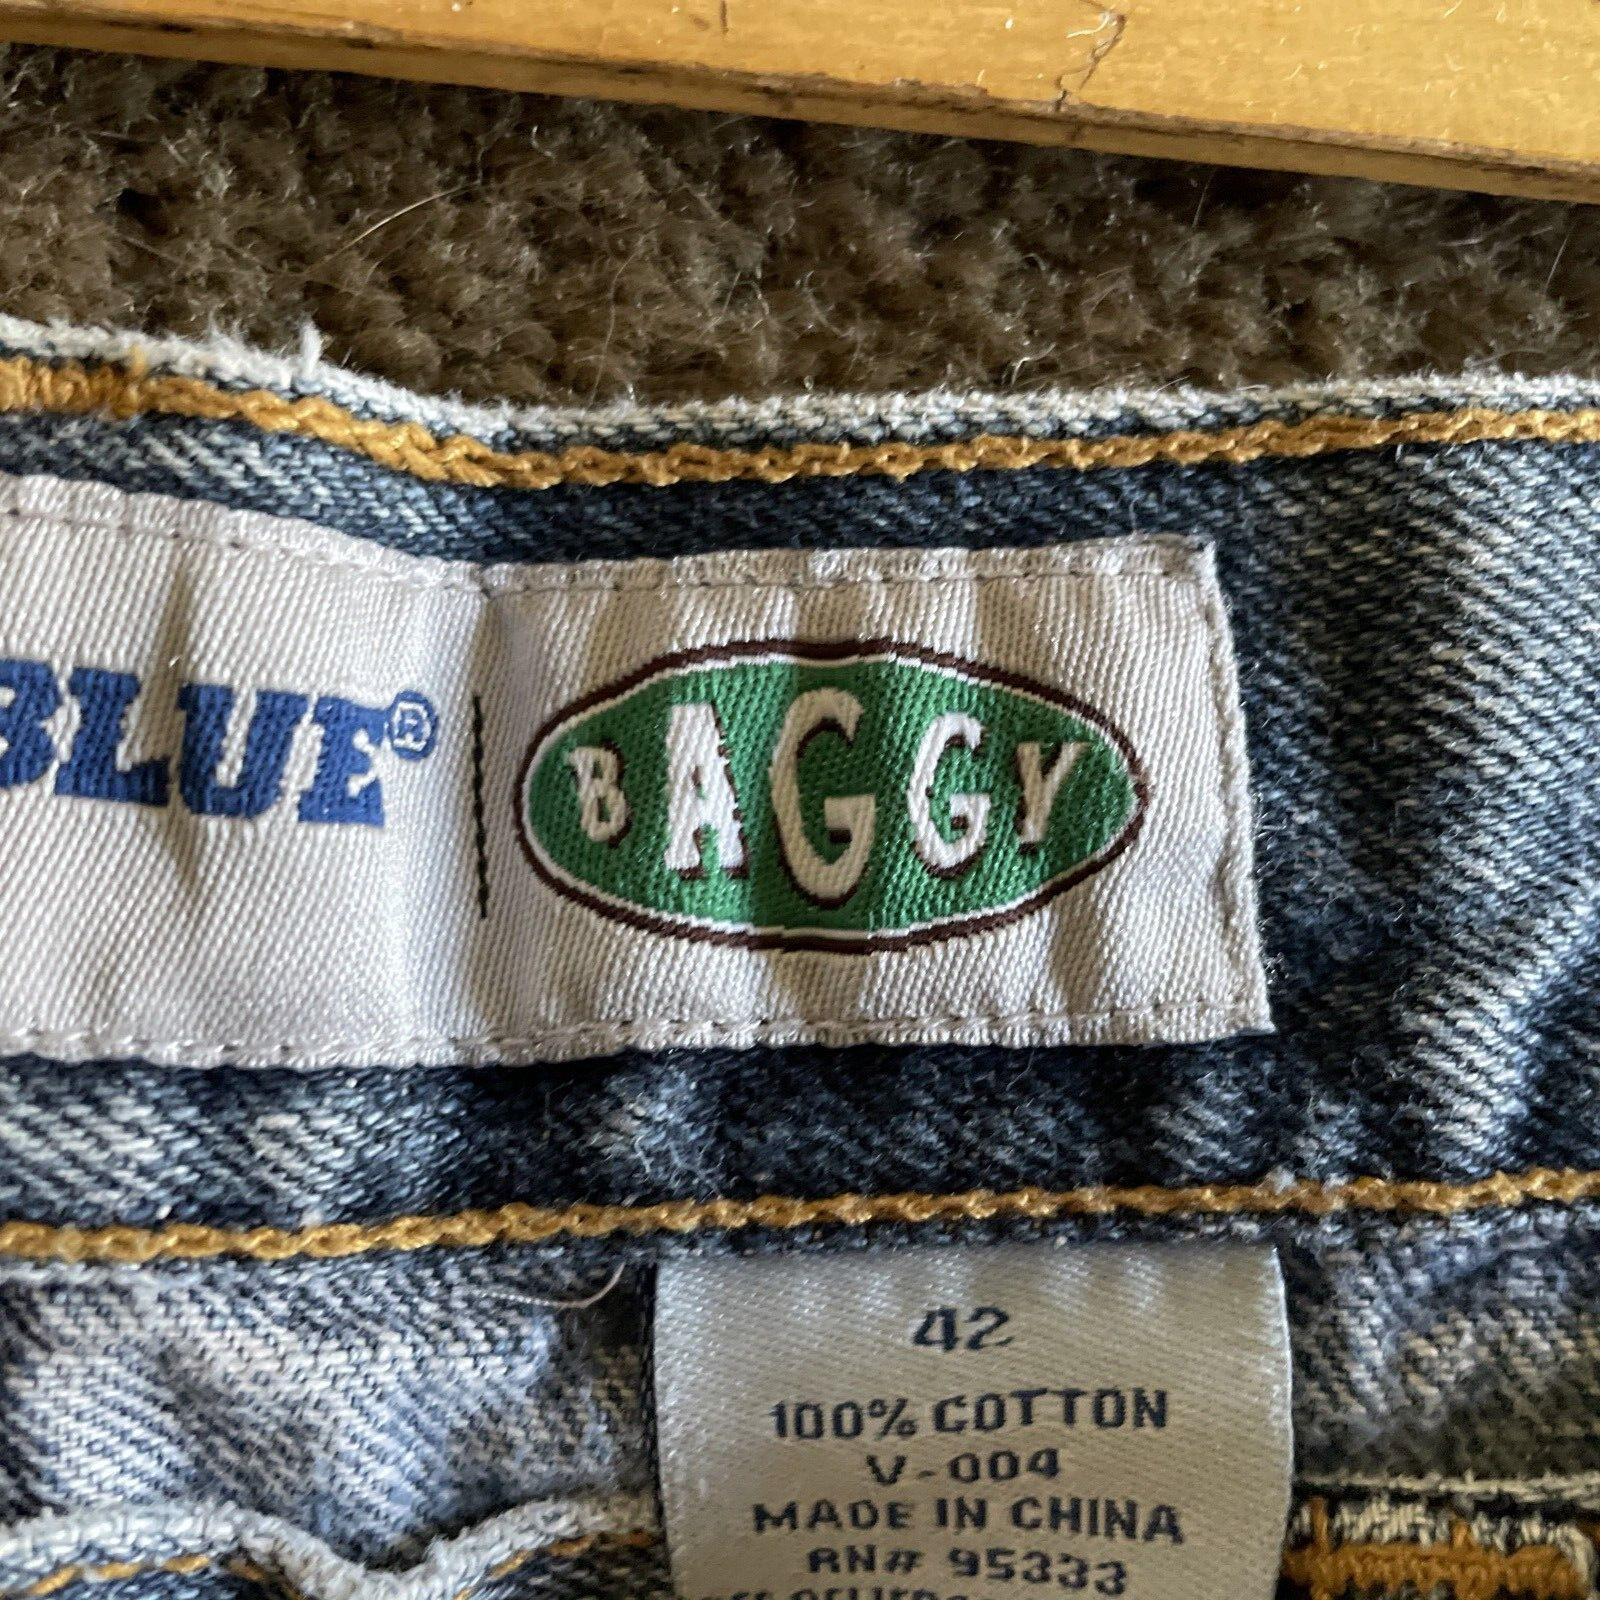 BLUE®
BAGGY
42
100% COTTON
V-004
MADE IN CHINA
RN# 95333